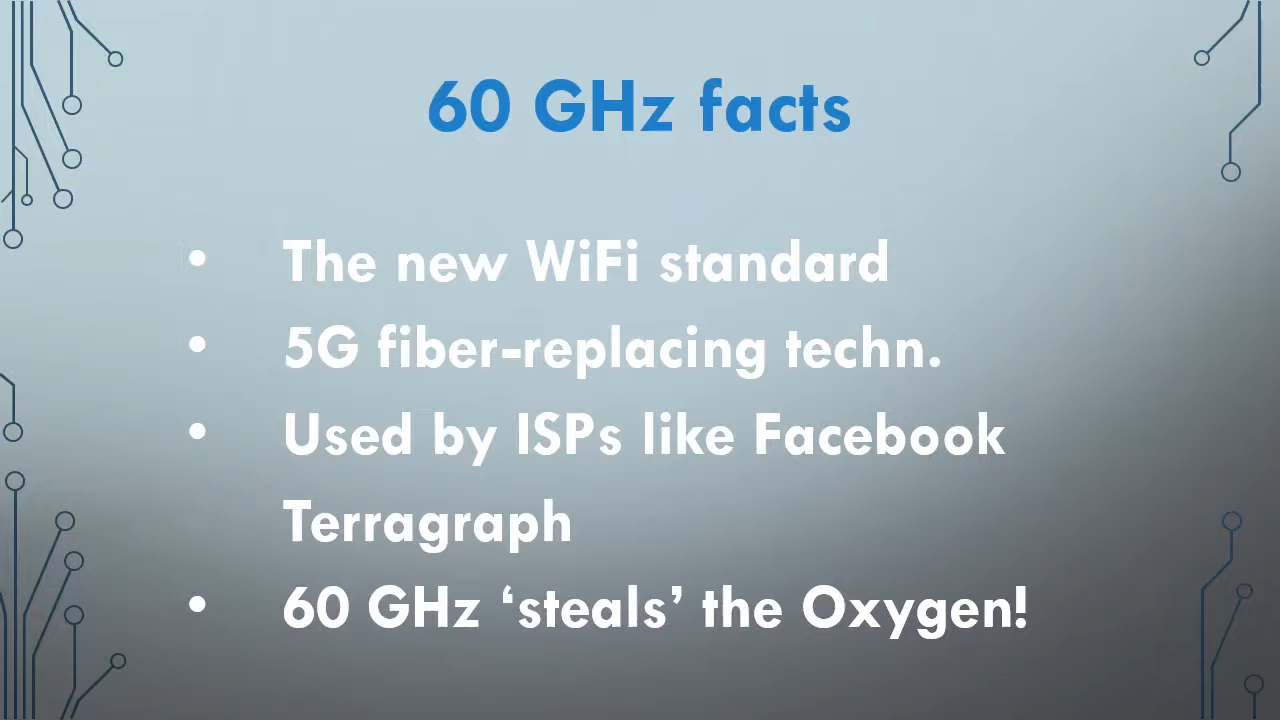 60 GHz facts
• The new WiFi standard
• 5G fiber-replacing techn.
• Used by ISPs like Facebook
Terragraph
• 60 GHz ‘steals’ the Oxygen!